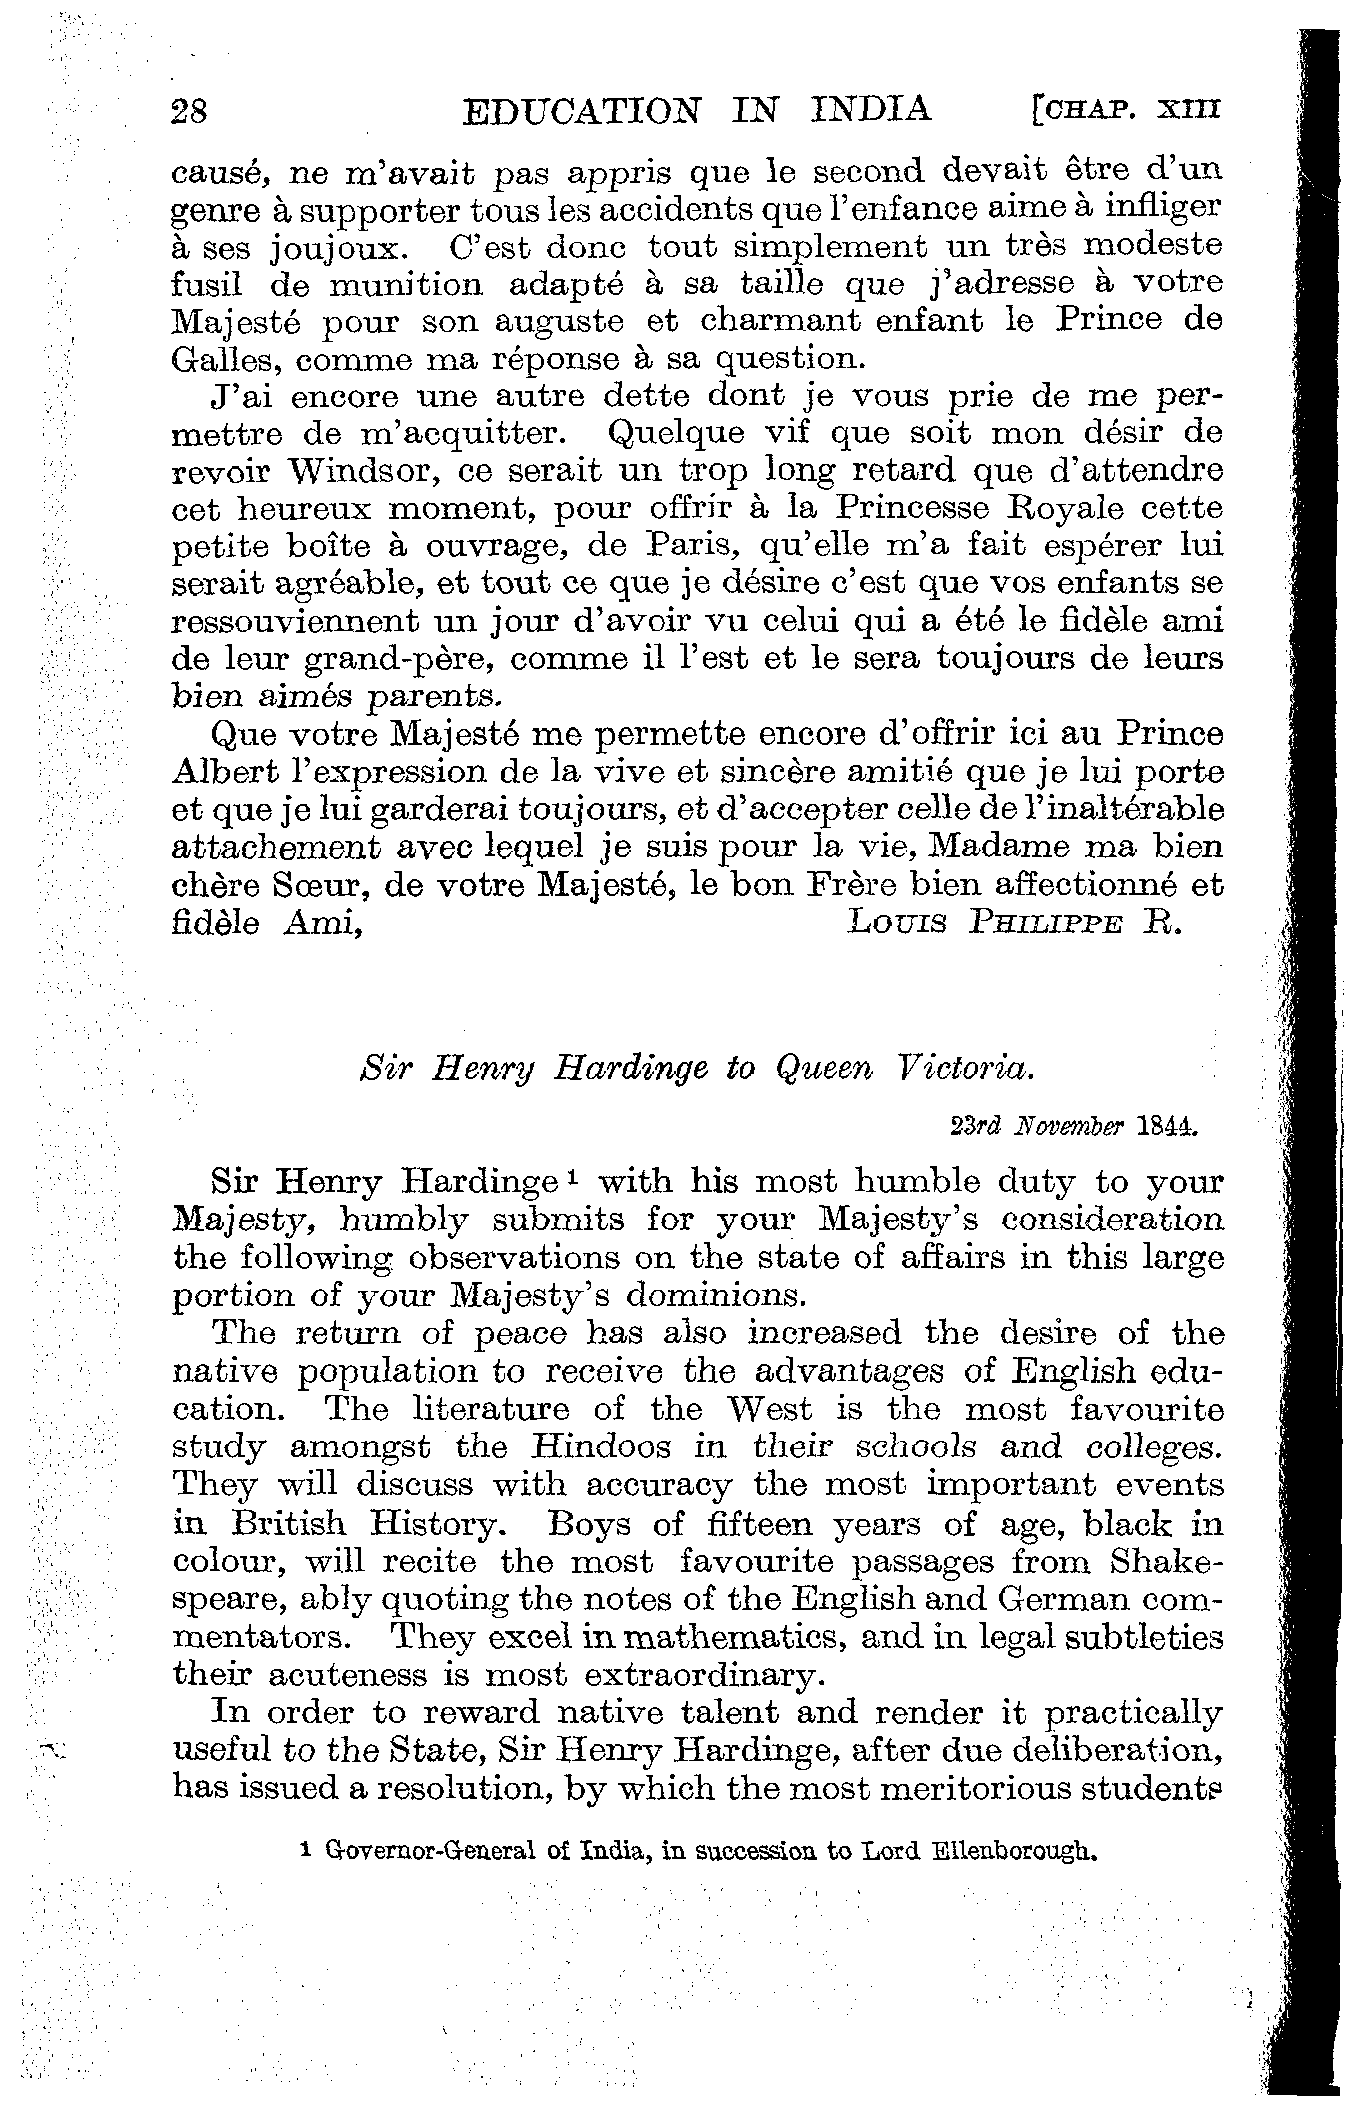 28 EDUCATION IN INDIA [CHAP. XIII
causé, ne m'avait pas appris que le second devait être d'un
genre à supporter tous les accidents que l'enfance aime à infliger
à ses joujoux. C'est donc tout simplement un très modeste
fusil de munition adapté à sa taille que j'adresse à votre
Majesté pour son auguste et charmant enfant le Prince de
Galles, comme ma réponse à sa question.
J'ai encore une autre dette dont je vous prie de me per-
mettre de m'acquitter. Quelque vif que soit mon désir de
revoir Windsor, ce serait un trop long retard que d'attendre
cet heureux moment, pour offrir à la Princesse Royale cette
petite boîte à ouvrage, de Paris, qu'elle m'a fait espérer lui
serait agréable, et tout ce que je désire c'est que vos enfants se
ressouviennent un jour d'avoir vu celui qui a été le fidèle ami
de leur grand-père, comme il l'est et le sera toujours de leurs
bien aimés parents.
Que votre Majesté me permette encore d'offrir ici au Prince
Albert l'expression de la vive et sincère amitié que je lui porte
et que je lui garderai toujours, et d'accepter celle de l'inaltérable
attachement avec lequel je suis pour la vie, Madame ma bien
chère Sœur, de votre Majesté, le bon Frère bien affectionné et
fidèle Ami, LOUIS PHILIPPE R.
Sir Henry Hardinge to Queen Victoria.
23rd November 1844.
Sir Henry Hardinge 1 with his most humble duty to your
Majesty, humbly submits for your Majesty's consideration
the following observations on the state of affairs in this large
portion of your Majesty's dominions.
The return of peace has also increased the desire of the
native population to receive the advantages of English edu-
cation. The literature of the West is the most favourite
study amongst the Hindoos in their schools and colleges.
They will discuss with accuracy the most important events
in British History. Boys of fifteen years of age, black in
colour, will recite the most favourite passages from Shake-
speare, ably quoting the notes of the English and German com-
mentators. They excel in mathematics, and in legal subtleties
their acuteness is most extraordinary.
In order to reward native talent and render it practically
useful to the State, Sir Henry Hardinge, after due deliberation,
has issued a resolution, by which the most meritorious students
1 Governor-General of India, in succession to Lord Ellenborough.